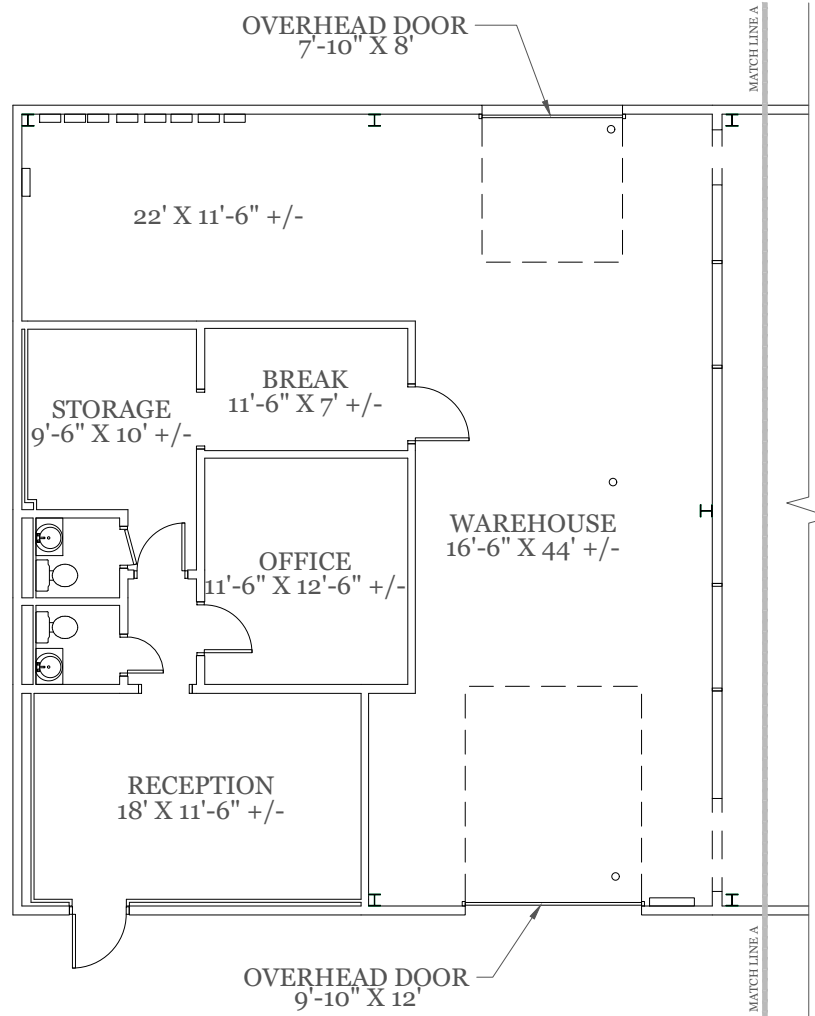 OVERHEAD DOOR
7'-10" X 8'
MATCH LINE A
22' X 11'-6" +/-
BREAK
11'-6" X 7' +/-
STORAGE
9'-6" X 10' +/-
WAREHOUSE
16'-6" X 44' +/-
OFFICE
11'-6" X 12'-6" +/-
RECEPTION
18' X 11'-6" +/-
OVERHEAD DOOR
9'-10" X 12'
MATCH LINE A